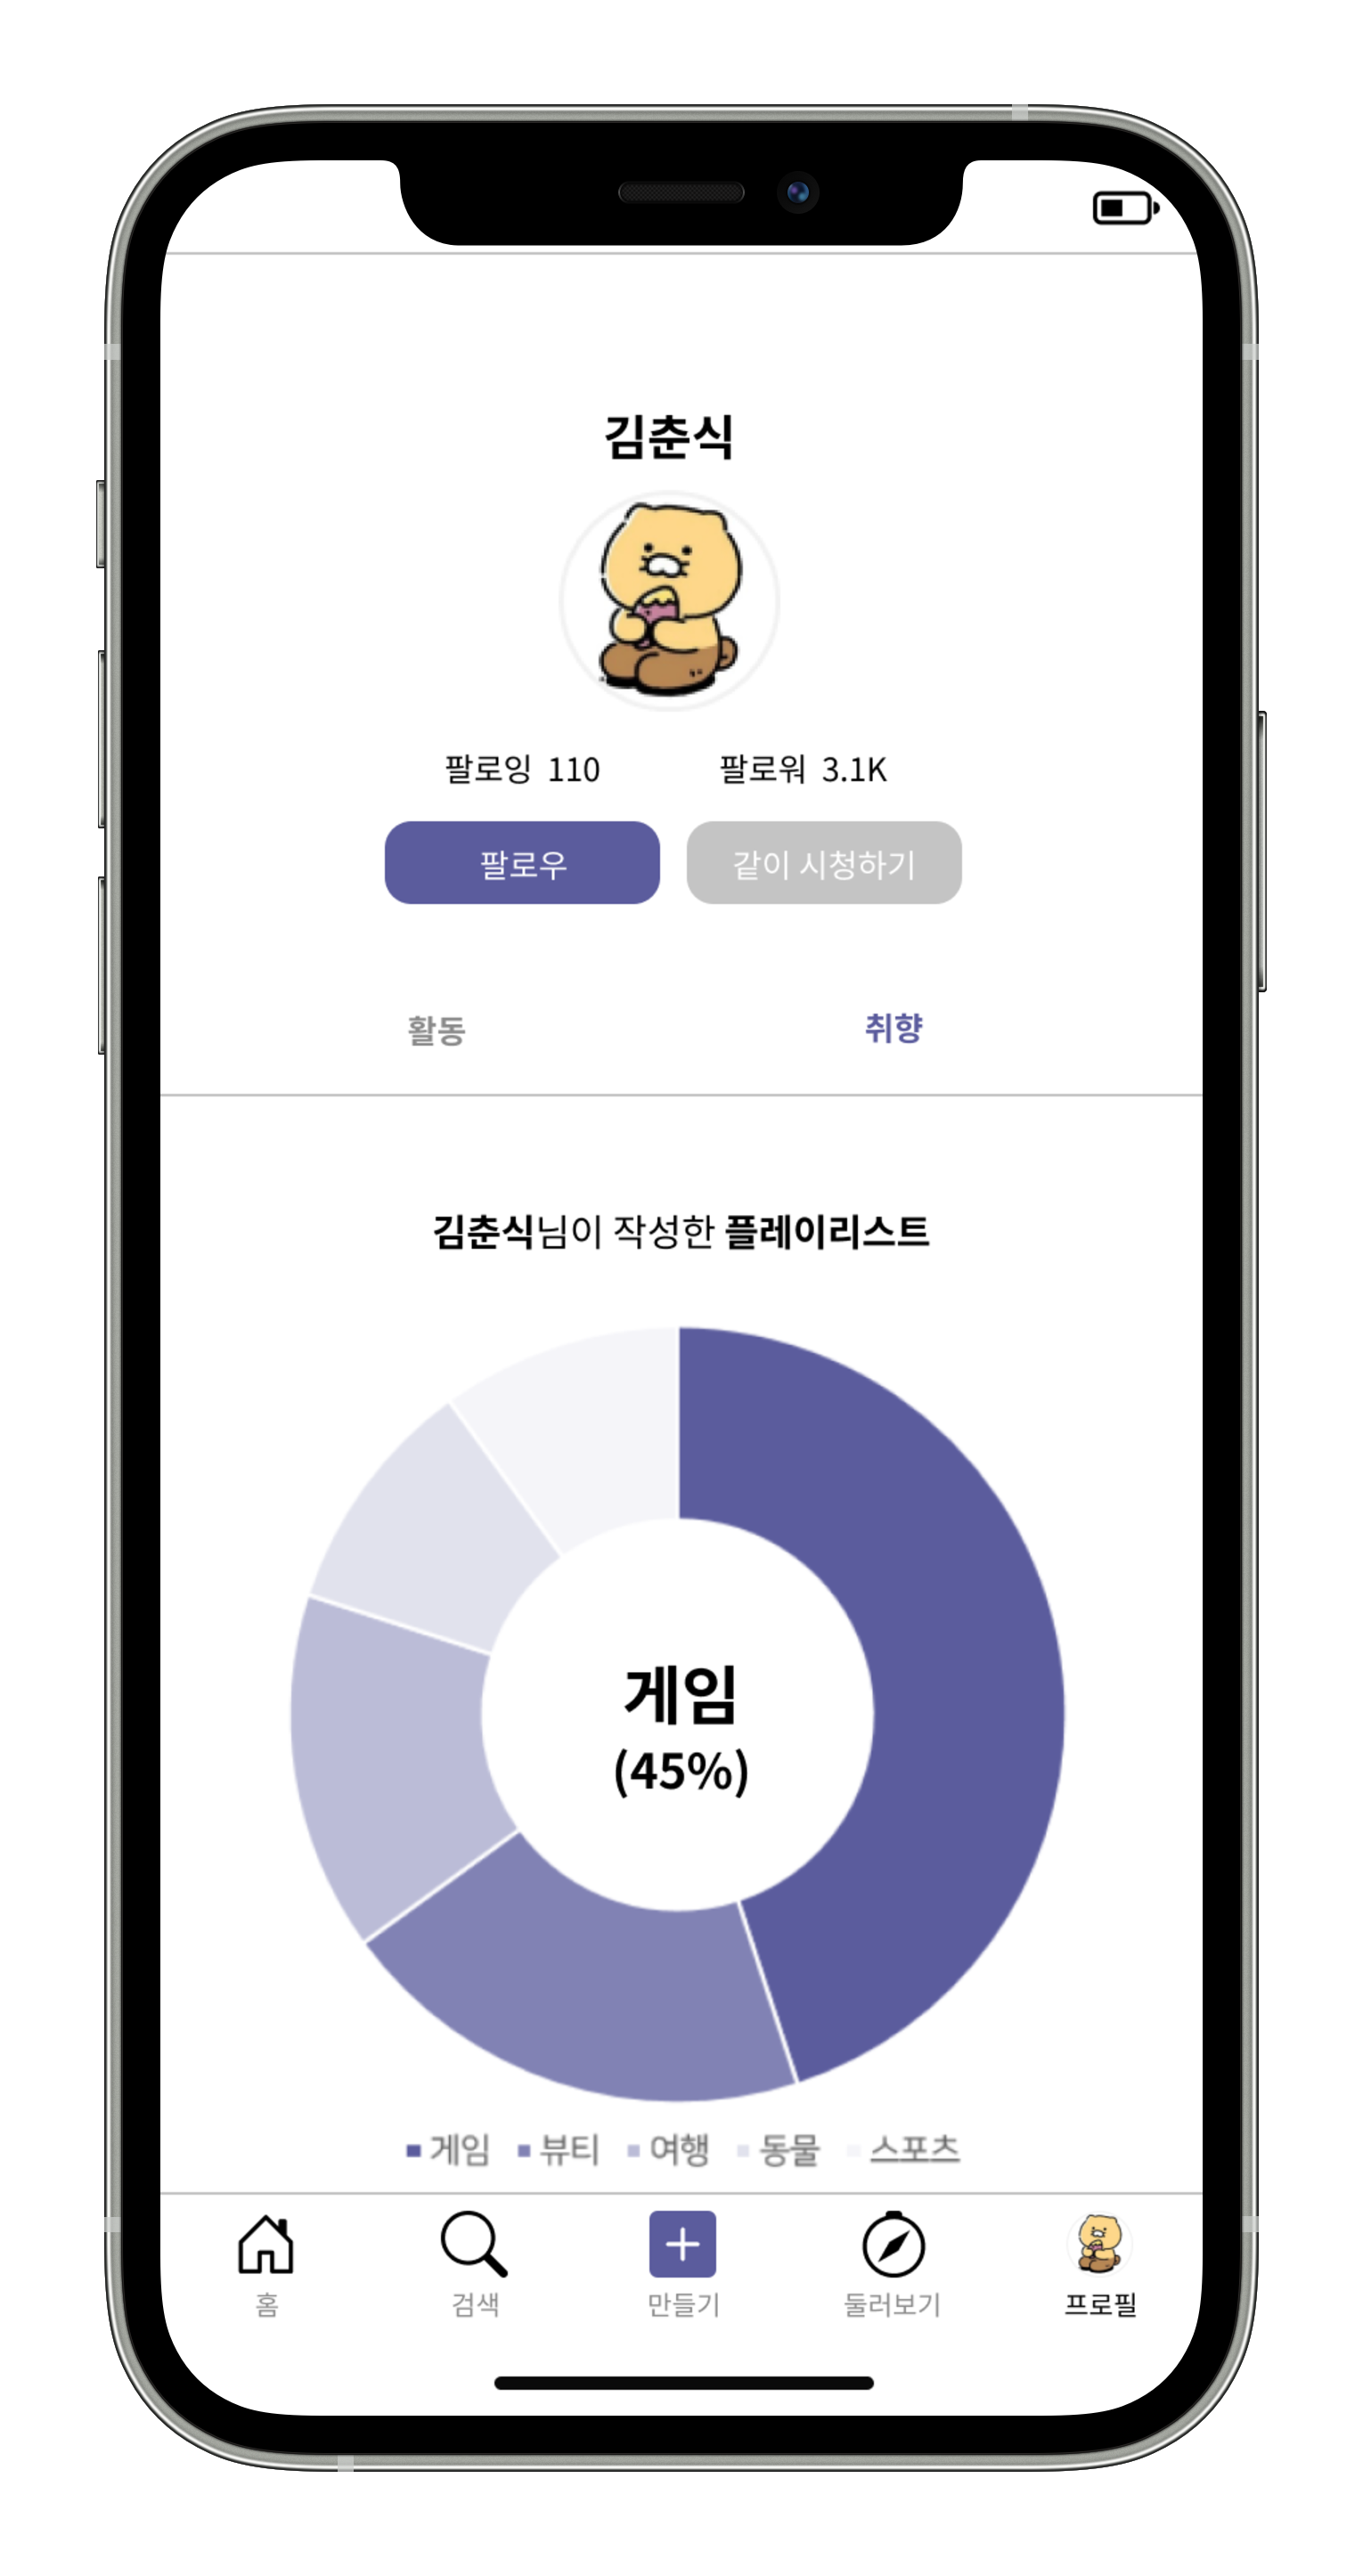 김춘식
팔로잉 110 팔로워 3.1K
팔로우 같이 시청하기
활동 취향
김춘식님이 작성한 플레이리스트
게임
(45%)
게임 뷰티 여행 동물 스포츠
홈 검색 만들기 둘러보기 프로필